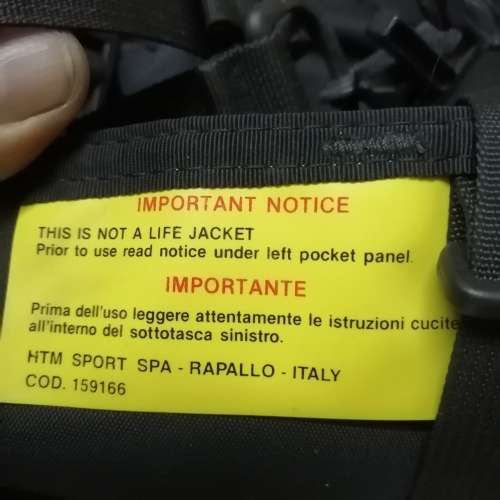 IMPORTANT NOTICE
THIS IS NOT A LIFE JACKET
Prior to use read notice under left pocket panel.
IMPORTANTE
Prima dell'uso leggere attentamente le istruzioni cucite
all'interno del sottotasca sinistro.
HTM SPORT SPA - RAPALLO - ITALY
COD. 159166